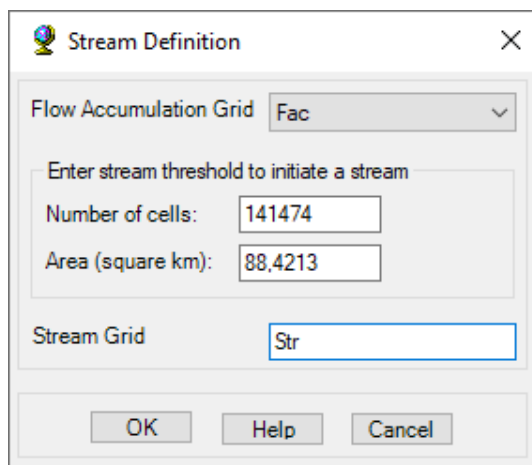 Stream Definition
Flow Accumulation Grid Fac
Enter stream threshold to initiate a stream
Number of cells: 141474
Area (square km): 88,4213
Stream Grid Str
OK Help Cancel